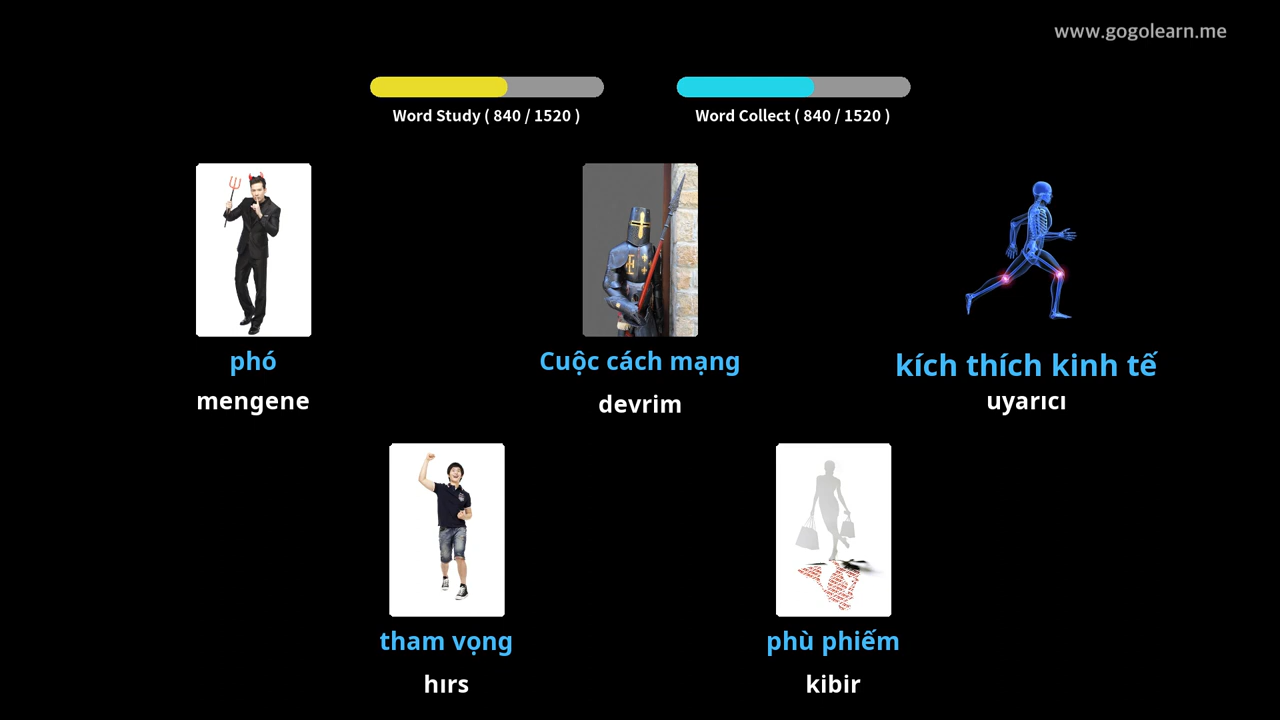 www.gogolearn.me
Word Study ( 840 / 1520 )
Word Collect ( 840 / 1520 )
phó
mengene
Cuộc cách mạng
devrim
kích thích kinh tế
uyarıcı
tham vọng
hırs
phù phiếm
kibir